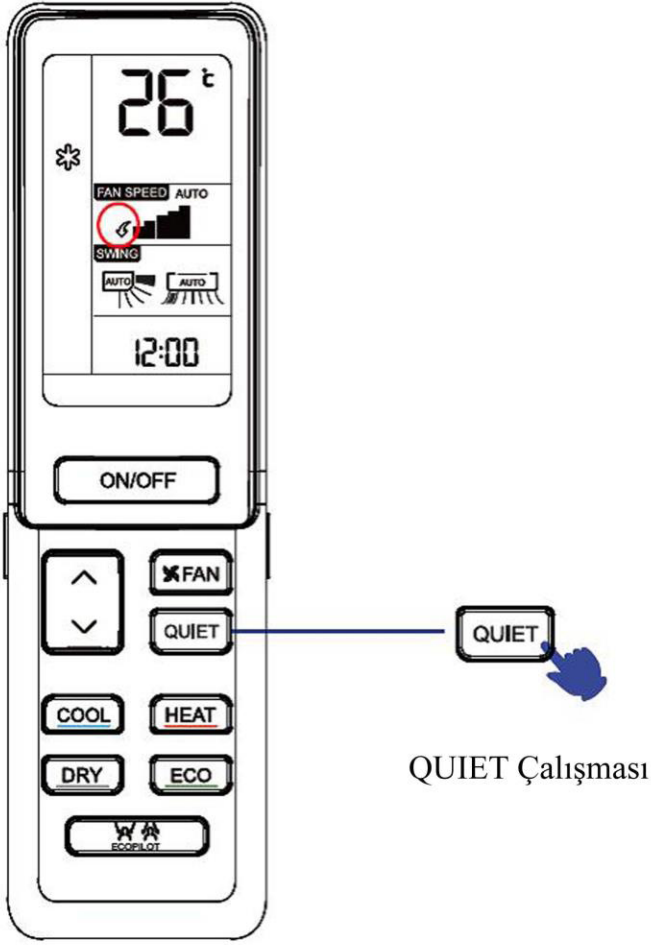 26 °C
FAN SPEED AUTO
SWING
AUTO AUTO
12:00
ON/OFF
FAN
QUIET
QUIET
COOL HEAT
DRY ECO
ECOPILOT
QUIET Çalışması